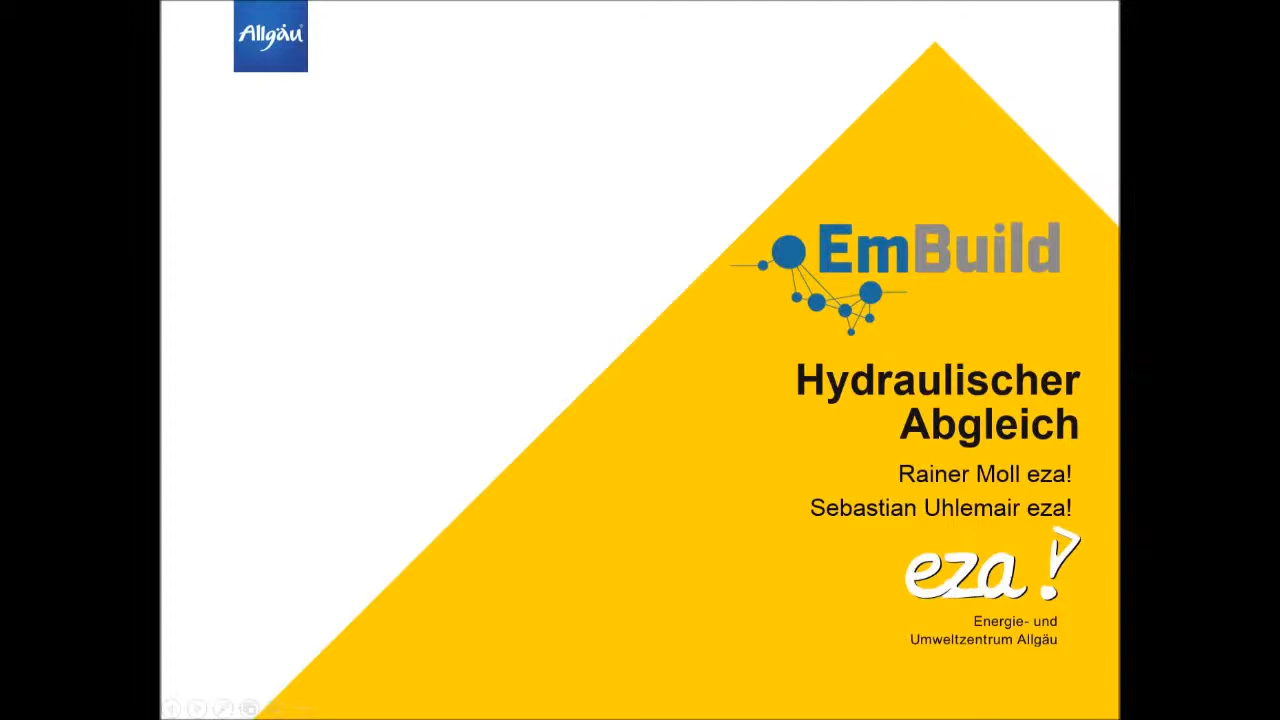 Allgäu
EmBuild
Hydraulischer
Abgleich
Rainer Moll eza!
Sebastian Uhlemair eza!
eza!
Energie- und
Umweltzentrum Allgäu